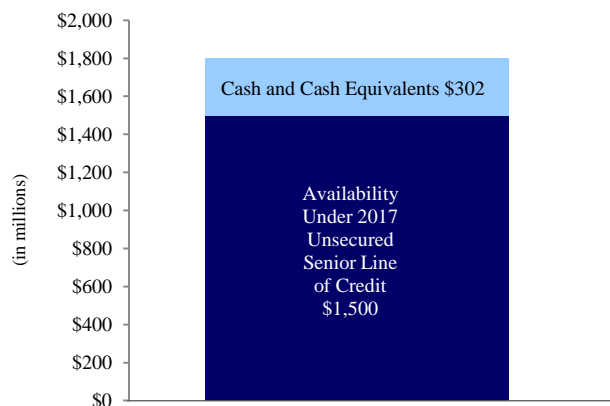 $2,000
$1,800
$1,600
$1,400
$1,200
$1,000
$800
$600
$400
$200
$0
(in millions)
Cash and Cash Equivalents $302
Availability
Under 2017
Unsecured
Senior Line
of Credit
$1,500